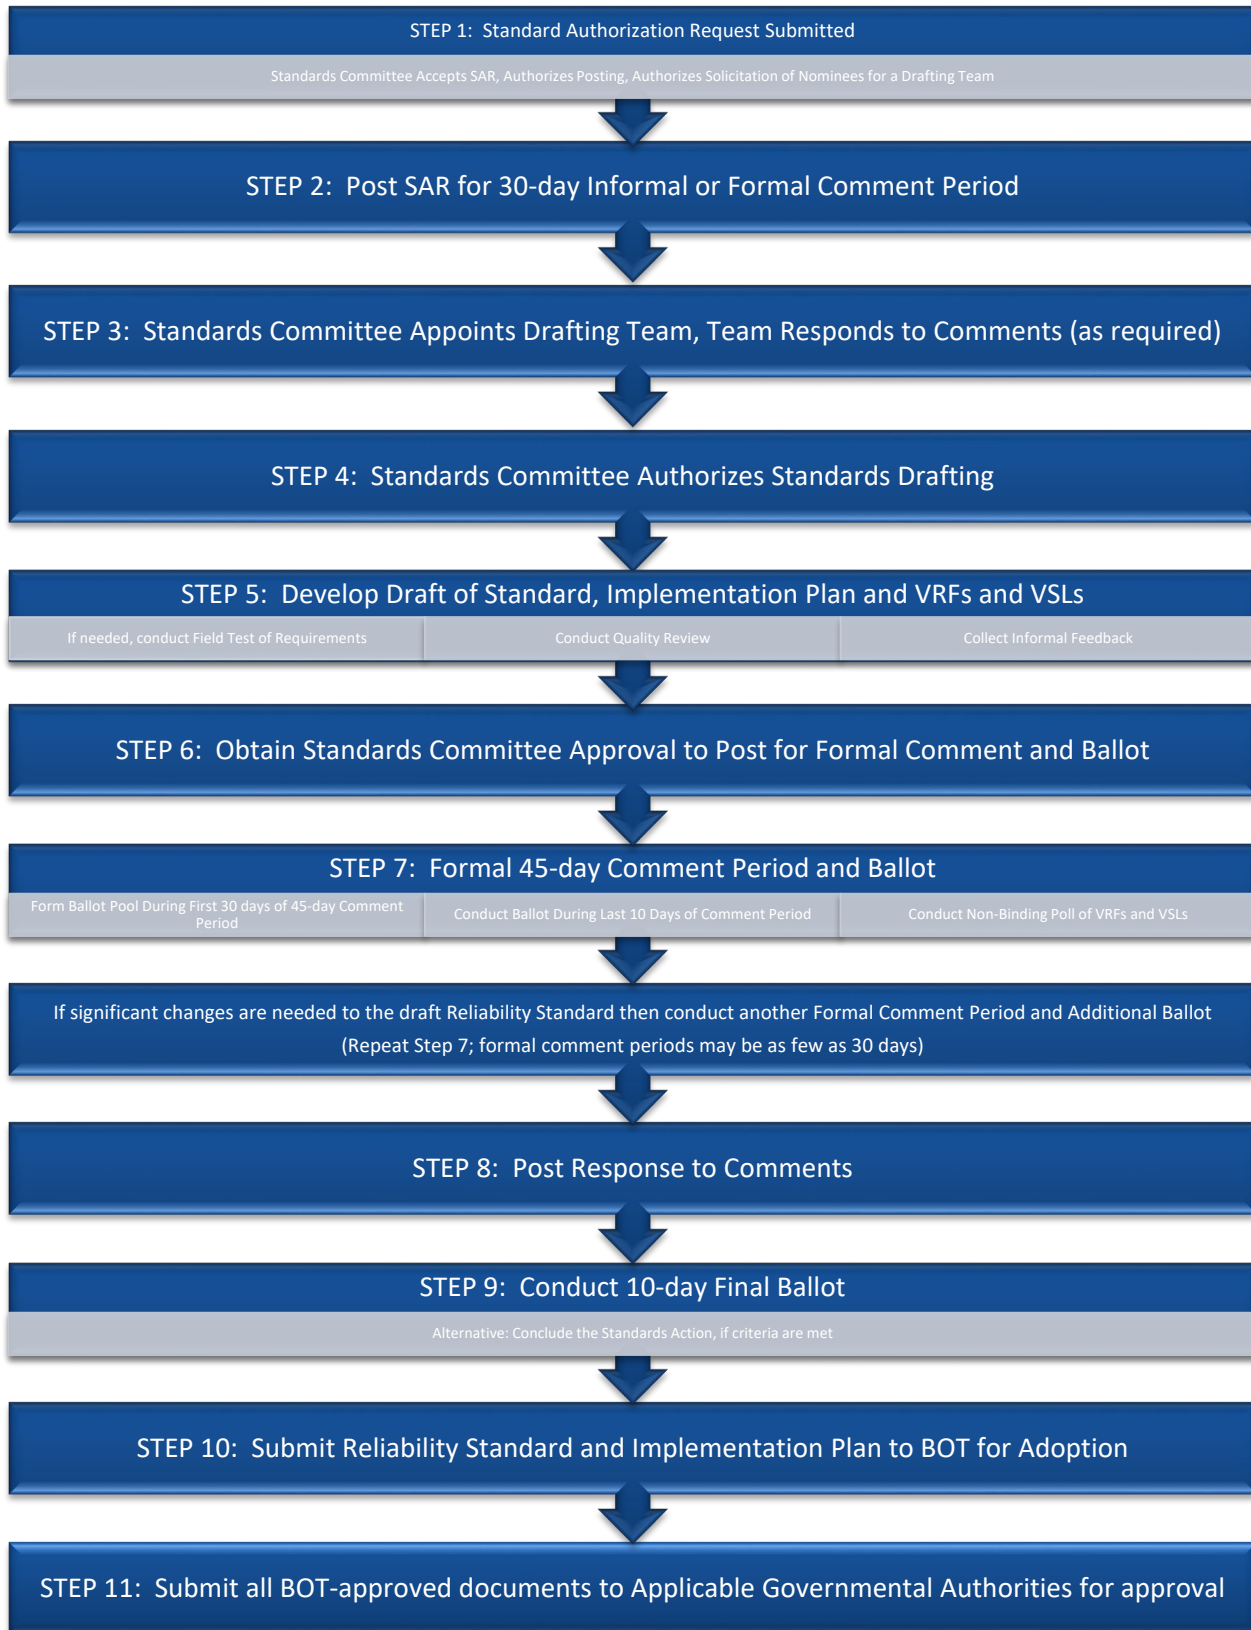 STEP 1: Standard Authorization Request Submitted
Standards Committee Accepts SAR, Authorizes Posting, Authorizes Solicitation of Nominees for a Drafting Team
STEP 2: Post SAR for 30-day Informal or Formal Comment Period
STEP 3: Standards Committee Appoints Drafting Team, Team Responds to Comments (as required)
STEP 4: Standards Committee Authorizes Standards Drafting
STEP 5: Develop Draft of Standard, Implementation Plan and VRFs and VSLs
If needed, conduct Field Test of Requirements
Conduct Quality Review
Collect Informal Feedback
STEP 6: Obtain Standards Committee Approval to Post for Formal Comment and Ballot
STEP 7: Formal 45-day Comment Period and Ballot
Form Ballot Pool During First 30 days of 45-day Comment
Period
Conduct Ballot During Last 10 Days of Comment Period
Conduct Non-Binding Poll of VRFs and VSLs
If significant changes are needed to the draft Reliability Standard then conduct another Formal Comment Period and Additional Ballot
(Repeat Step 7; formal comment periods may be as few as 30 days)
STEP 8: Post Response to Comments
STEP 9: Conduct 10-day Final Ballot
Alternative: Conclude the Standards Action, if criteria are met
STEP 10: Submit Reliability Standard and Implementation Plan to BOT for Adoption
STEP 11: Submit all BOT-approved documents to Applicable Governmental Authorities for approval